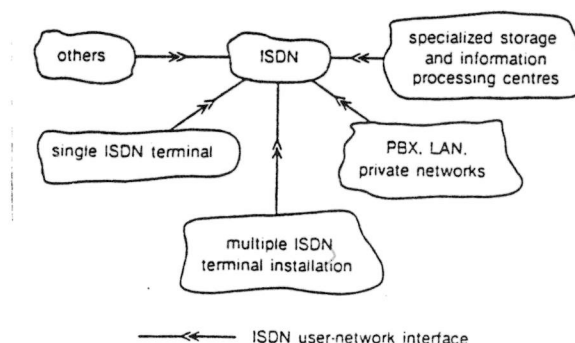 others
ISDN
specialized storage
and information
processing centres
single ISDN terminal
PBX, LAN,
private networks
multiple ISDN
terminal installation
ISDN user-network interface